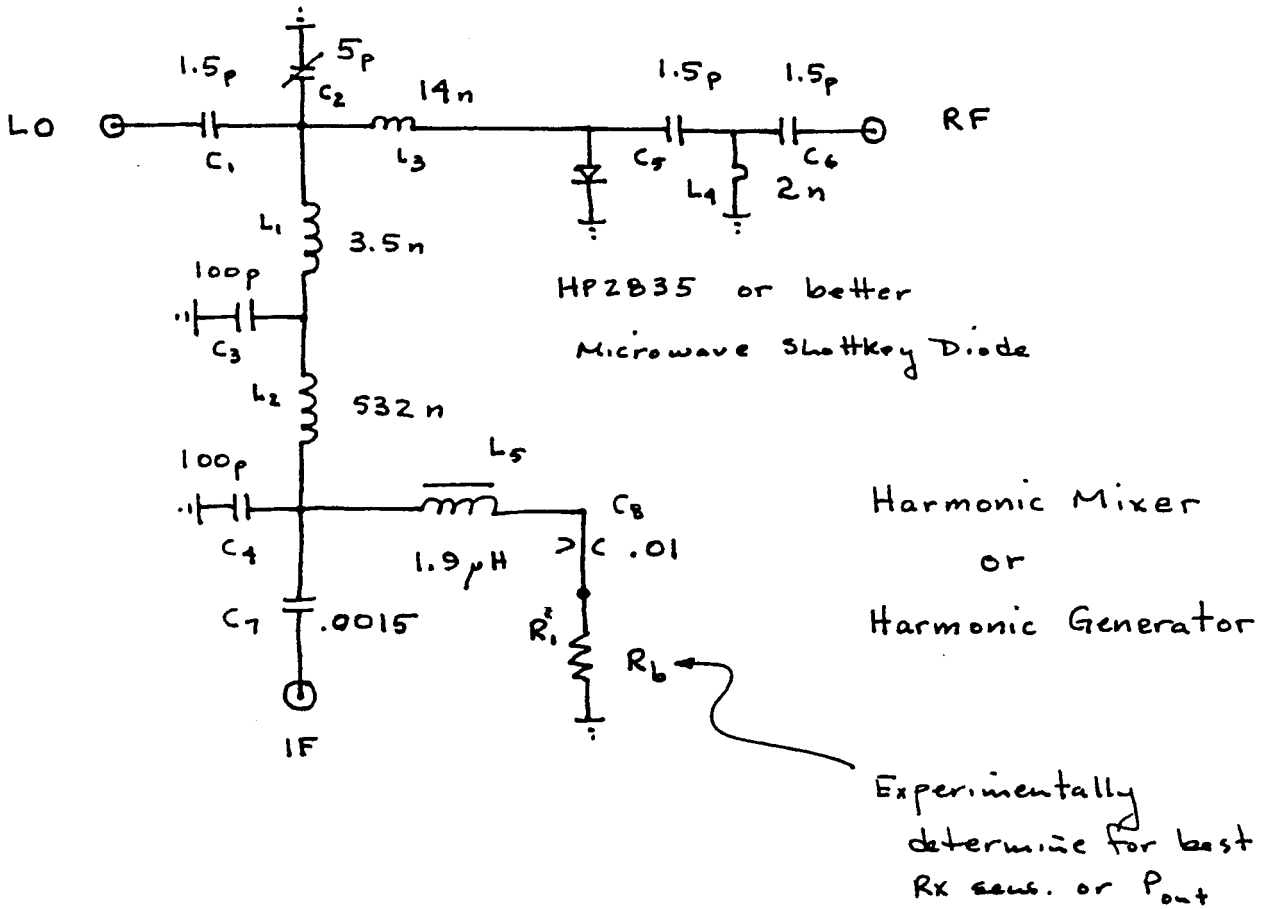 5p
1.5p
C2
14n
1.5p 1.5p
LO
RF
C1
L3
C5
C6
L4
2n
L1
3.5n
100p
HP2835 or better
C3
Microwave Shottkey Diode
L2
532n
L5
100p
C8
Harmonic Mixer
C4
1.9μH
.01
or
C7 .0015
R1*
Rb
Harmonic Generator
IF
Experimentally
determine for best
Rx sens. or Pout